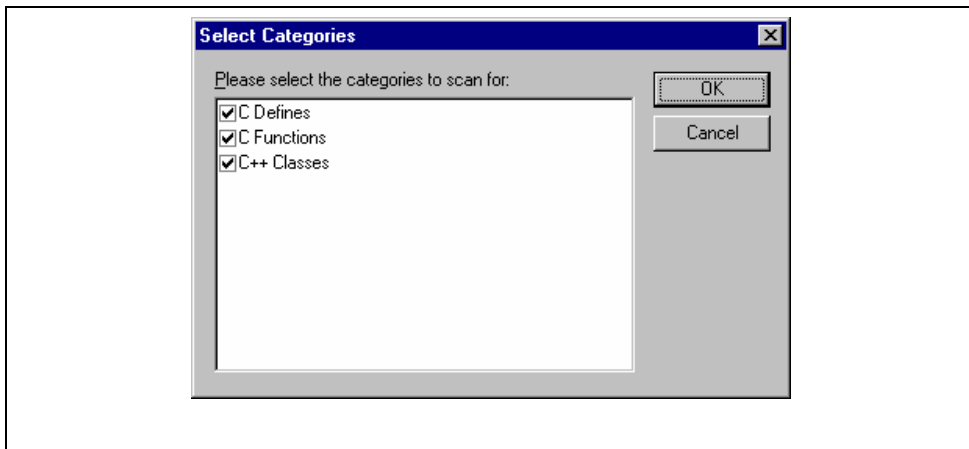 Select Categories
Please select the categories to scan for:
OK
C Defines
C Functions
Cancel
C++ Classes